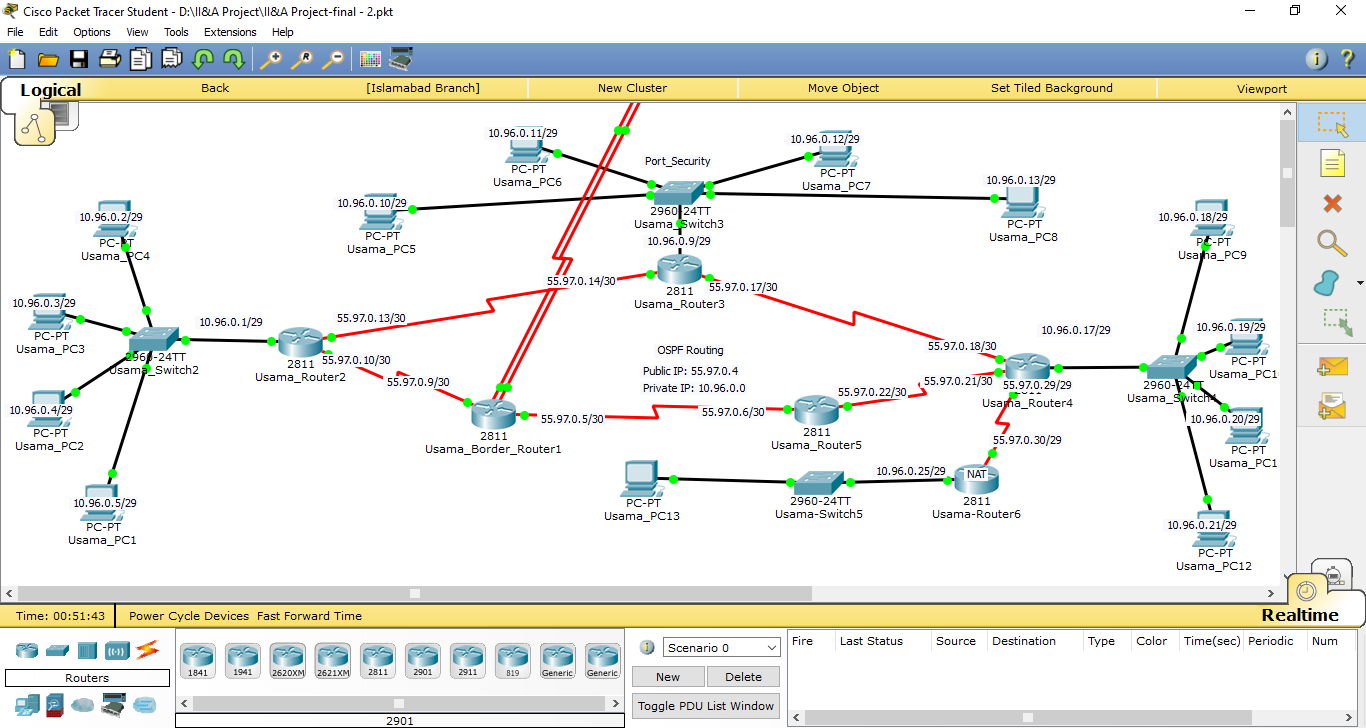 Cisco Packet Tracer Student - D:\II&A Project\II&A Project-final - 2.pkt
File Edit Options View Tools Extensions Help
Logical
Back
[Islamabad Branch]
New Cluster
Move Object
Set Tiled Background
Viewport
10.96.0.11/29
PC-PT
Usama_PC6
Port_Security
10.96.0.12/29
PC-PT
Usama_PC7
10.96.0.10/29
PC-PT
Usama_PC5
2960-24TT
Usama_Switch3
10.96.0.9/29
10.96.0.13/29
PC-PT
Usama_PC8
10.96.0.2/29
PC-PT
Usama_PC4
10.96.0.18/29
PC-PT
Usama_PC9
55.97.0.14/30
2811
Usama_Router3
55.97.0.17/30
10.96.0.3/29
PC-PT
Usama_PC3
10.96.0.1/29
2960-24TT
Usama_Switch2
55.97.0.13/30
2811
Usama_Router2
55.97.0.10/30
55.97.0.9/30
OSPF Routing
Public IP: 55.97.0.4
Private IP: 10.96.0.0
55.97.0.18/30
10.96.0.17/29
10.96.0.19/29
PC-PT
Usama_PC10
55.97.0.22/30
55.97.0.21/30
55.97.0.29/29
2811
Usama_Router4
2960-24TT
Usama_Switch4
10.96.0.4/29
PC-PT
Usama_PC2
55.97.0.5/30
55.97.0.6/30
2811
Usama_Border_Router1
2811
Usama_Router5
10.96.0.20/29
PC-PT
Usama_PC1
55.97.0.30/29
10.96.0.5/29
PC-PT
Usama_PC1
PC-PT
Usama_PC13
2960-24TT
Usama-Switch5
10.96.0.25/29
NAT
2811
Usama-Router6
10.96.0.21/29
PC-PT
Usama_PC12
Time: 00:51:43
Power Cycle Devices Fast Forward Time
Realtime
Routers
1841 1941 2620XM 2621XM 2811 2901 2911 819 Generic Generic
2901
Scenario 0
New
Delete
Toggle PDU List Window
Fire Last Status Source Destination Type Color Time(sec) Periodic Num